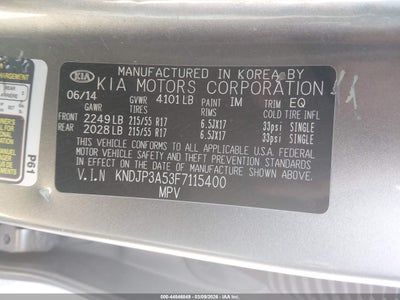 MANUFACTURED IN KOREA BY
KIA KIA MOTORS CORPORATION
06/14 GVWR 4101LB PAINT IM TRIM EQ
GAWR TIRES RIMS COLD TIRE INFL
FRONT 2249LB 215/55 R17 6.5JX17 33psi SINGLE
REAR 2028LB 215/55 R17 6.5JX17 33psi SINGLE
THIS VEHICLE CONFORMS TO ALL APPLICABLE U.S.A. FEDERAL
MOTOR VEHICLE SAFETY, BUMPER, AND THEFT PREVENTION
STANDARDS IN EFFECT ON THE DATE OF MANUFACTURE SHOWN ABOVE.
V.I.N KNDJP3A53F7115400
MPV
P61